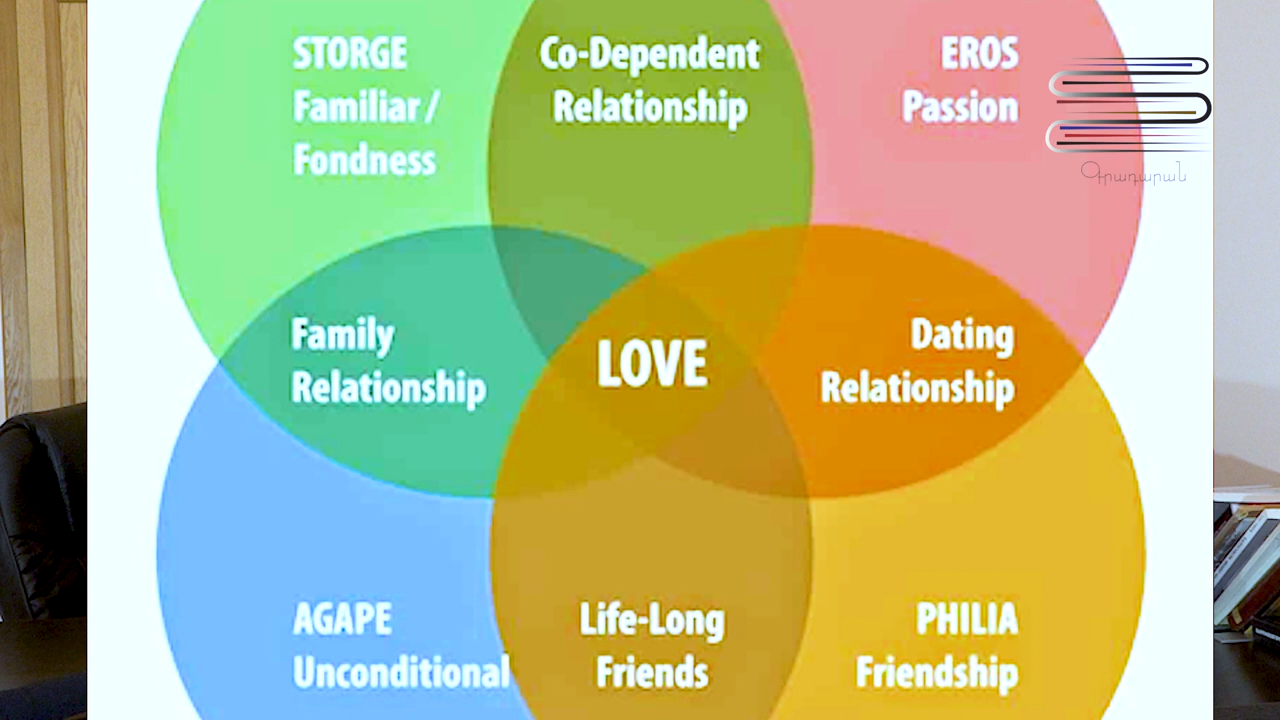 STORGE
Familiar /
Fondness
Co-Dependent
Relationship
EROS
Passion
Գրադարան
Family
Relationship
LOVE
Dating
Relationship
AGAPE
Unconditional
Life-Long
Friends
PHILIA
Friendship